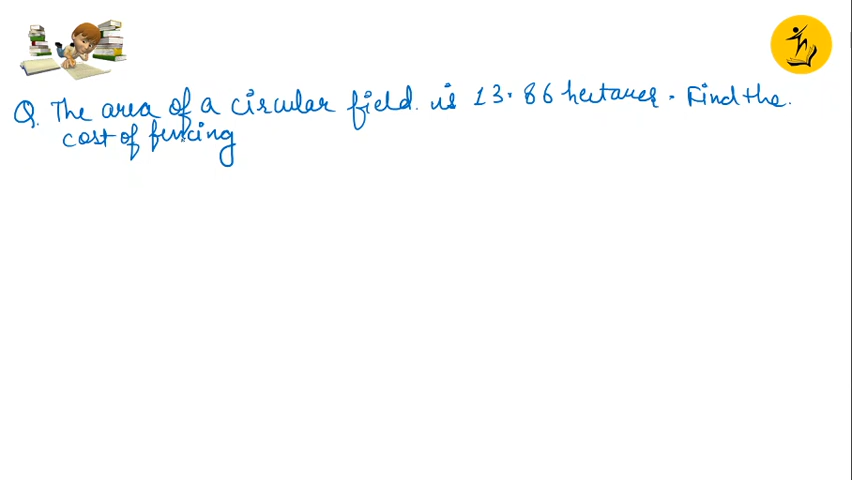 Q. The area of a circular field. is 13.86 hectares. Find the.
cost of fencing